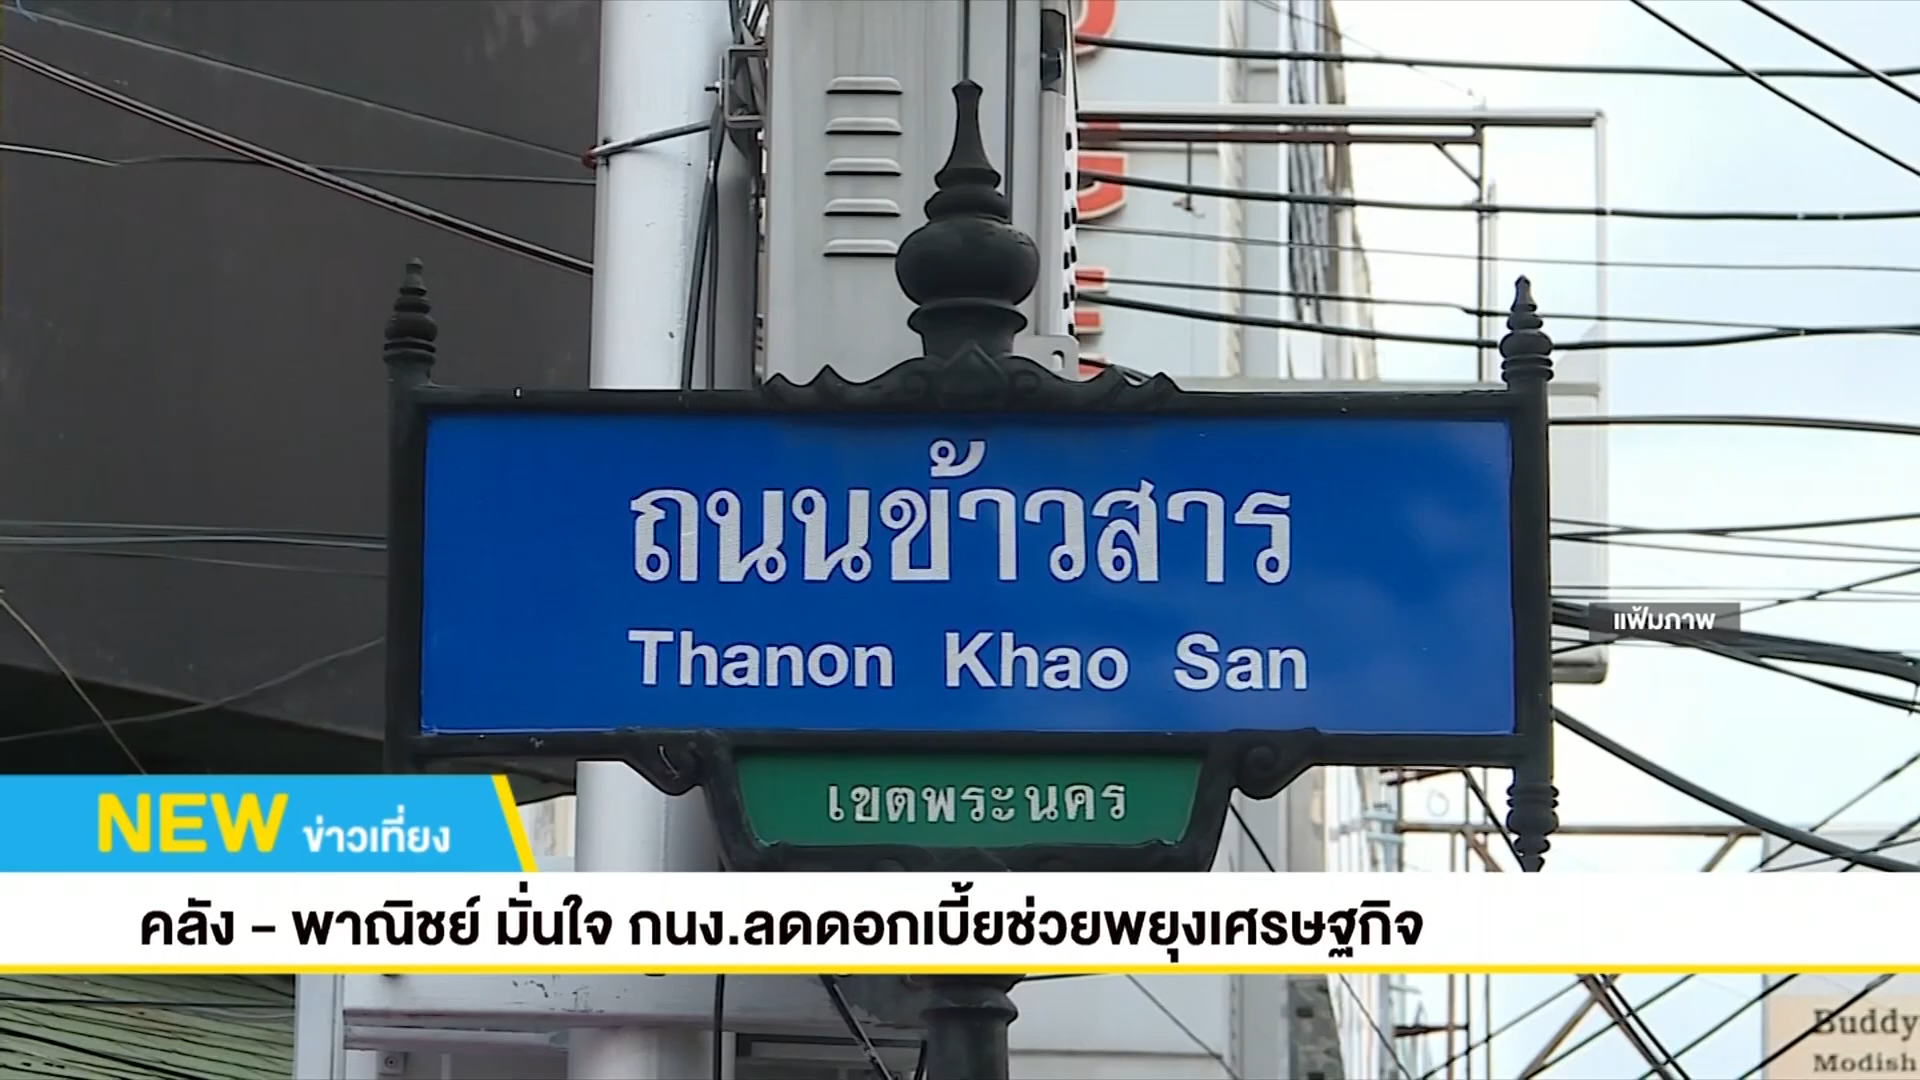 ถนนข้าวสาร
Thanon Khao San
แฟ้มภาพ
เขตพระนคร
NEW ข่าวเที่ยง
คลัง – พาณิชย์ มั่นใจ กนง.ลดดอกเบี้ยช่วยพยุงเศรษฐกิจ
Buddy
Modish